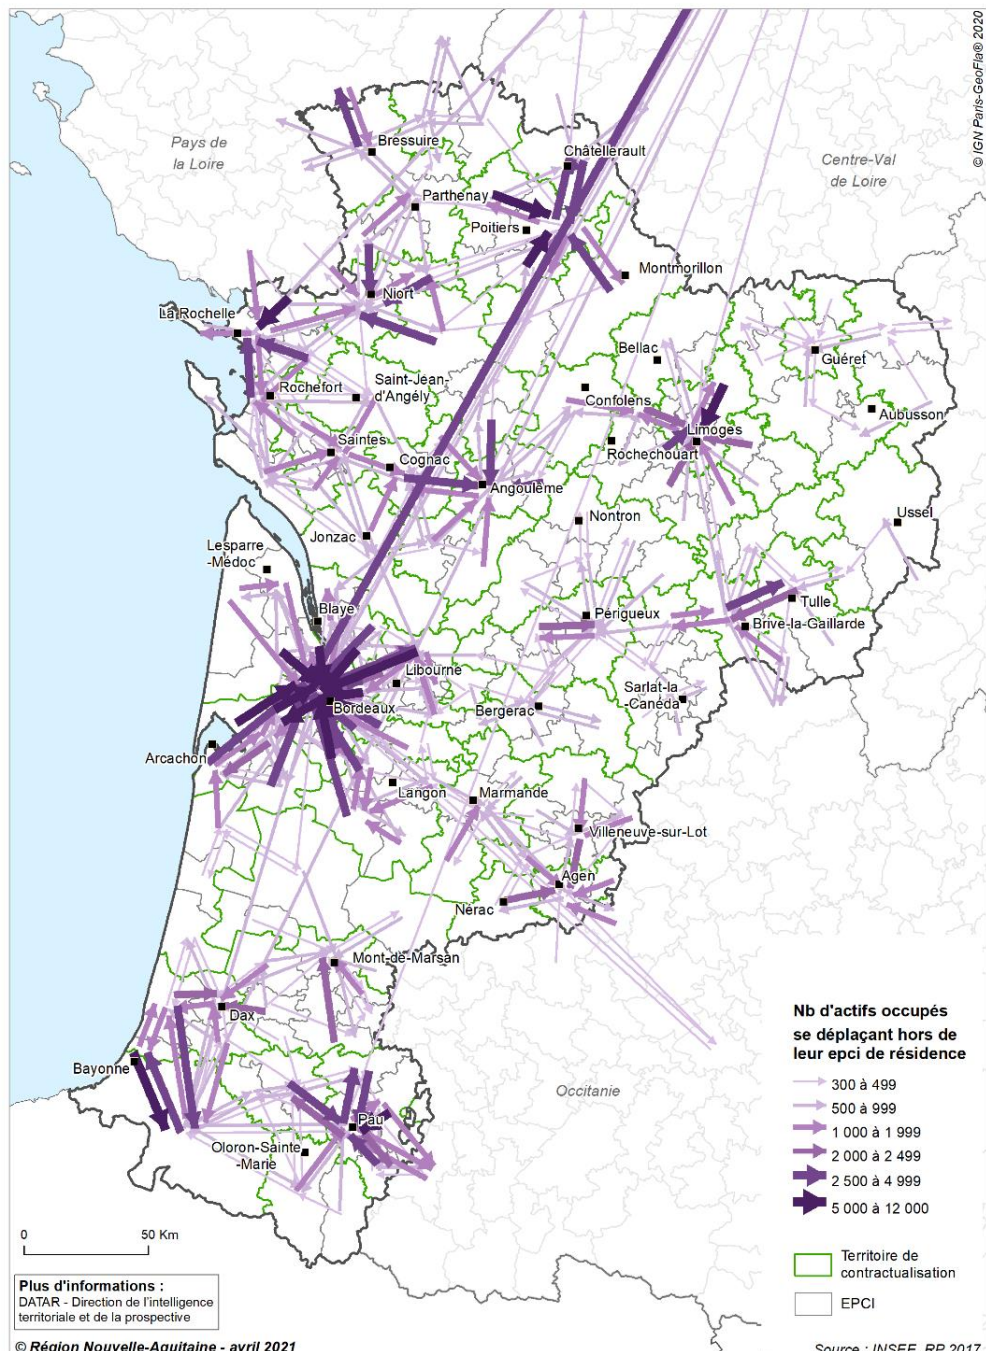 © IGN Paris-GeoFla® 2020
Pays de
la Loire
Centre-Val
de Loire
Bressuire
Châtellerault
Parthenay
Poitiers
Montmorillon
Niort
La Rochelle
Bellac
Guéret
Rochefort
Saint-Jean-
d'Angély
Confolens
Aubusson
Saintes
Limoges
Rochechouart
Cognac
Angoulême
Nontron
Ussel
Jonzac
Lesparre
-Médoc
Blaye
Périgueux
Tulle
Brive-la-Gaillarde
Libourne
Sarlat-la
-Canéda
Bordeaux
Bergerac
Arcachon
Langon
Marmande
Villeneuve-sur-Lot
Agen
Nérac
Mont-de-Marsan
Dax
Bayonne
Pau
Oloron-Sainte
-Marie
Occitanie
Nb d'actifs occupés
se déplaçant hors de
leur epci de résidence
300 à 499
500 à 999
1 000 à 1 999
2 000 à 2 499
2 500 à 4 999
5 000 à 12 000
Territoire de
contractualisation
EPCI
0 50 Km
Plus d'informations :
DATAR - Direction de l'intelligence
territoriale et de la prospective
© Région Nouvelle-Aquitaine - avril 2021
Source : INSEE, RP 2017